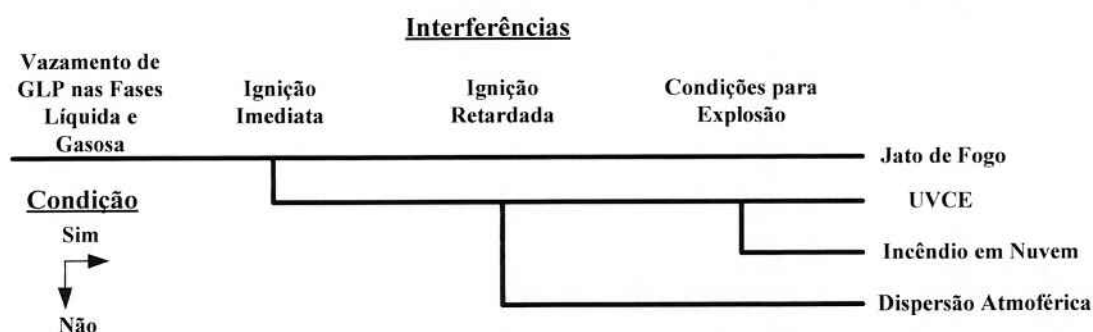 Interferências
Vazamento de
GLP nas Fases
Líquida e
Gasosa
Ignição
Imediata
Ignição
Retardada
Condições para
Explosão
Jato de Fogo
UVCE
Incêndio em Nuvem
Dispersão Atmoférica
Condição
Sim
Não